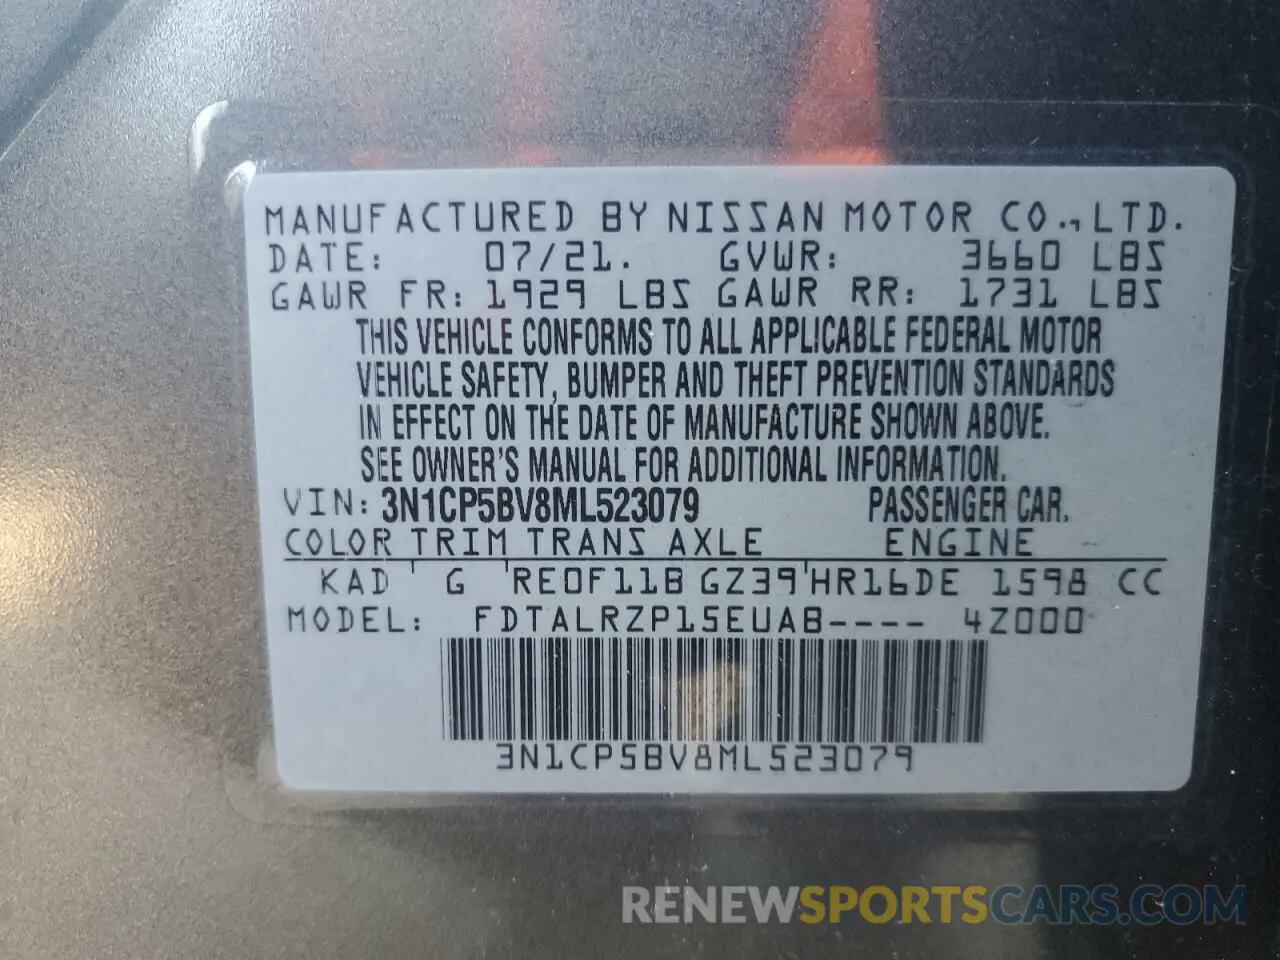 MANUFACTURED BY NISSAN MOTOR CO., LTD.
DATE: 07/21. GVWR: 3660 LBS
GAWR FR: 1929 LBS GAWR RR: 1731 LBS
THIS VEHICLE CONFORMS TO ALL APPLICABLE FEDERAL MOTOR
VEHICLE SAFETY, BUMPER AND THEFT PREVENTION STANDARDS
IN EFFECT ON THE DATE OF MANUFACTURE SHOWN ABOVE.
SEE OWNER'S MANUAL FOR ADDITIONAL INFORMATION.
VIN: 3N1CP5BV8ML523079 PASSENGER CAR.
COLOR TRIM TRANS AXLE ENGINE
KAD G RE0F11B GZ39 HR16DE 1598 CC
MODEL: FDTALRZP15EUAB---- 4Z000
3N1CP5BV8ML523079
RENEWSPORTSCARS.COM